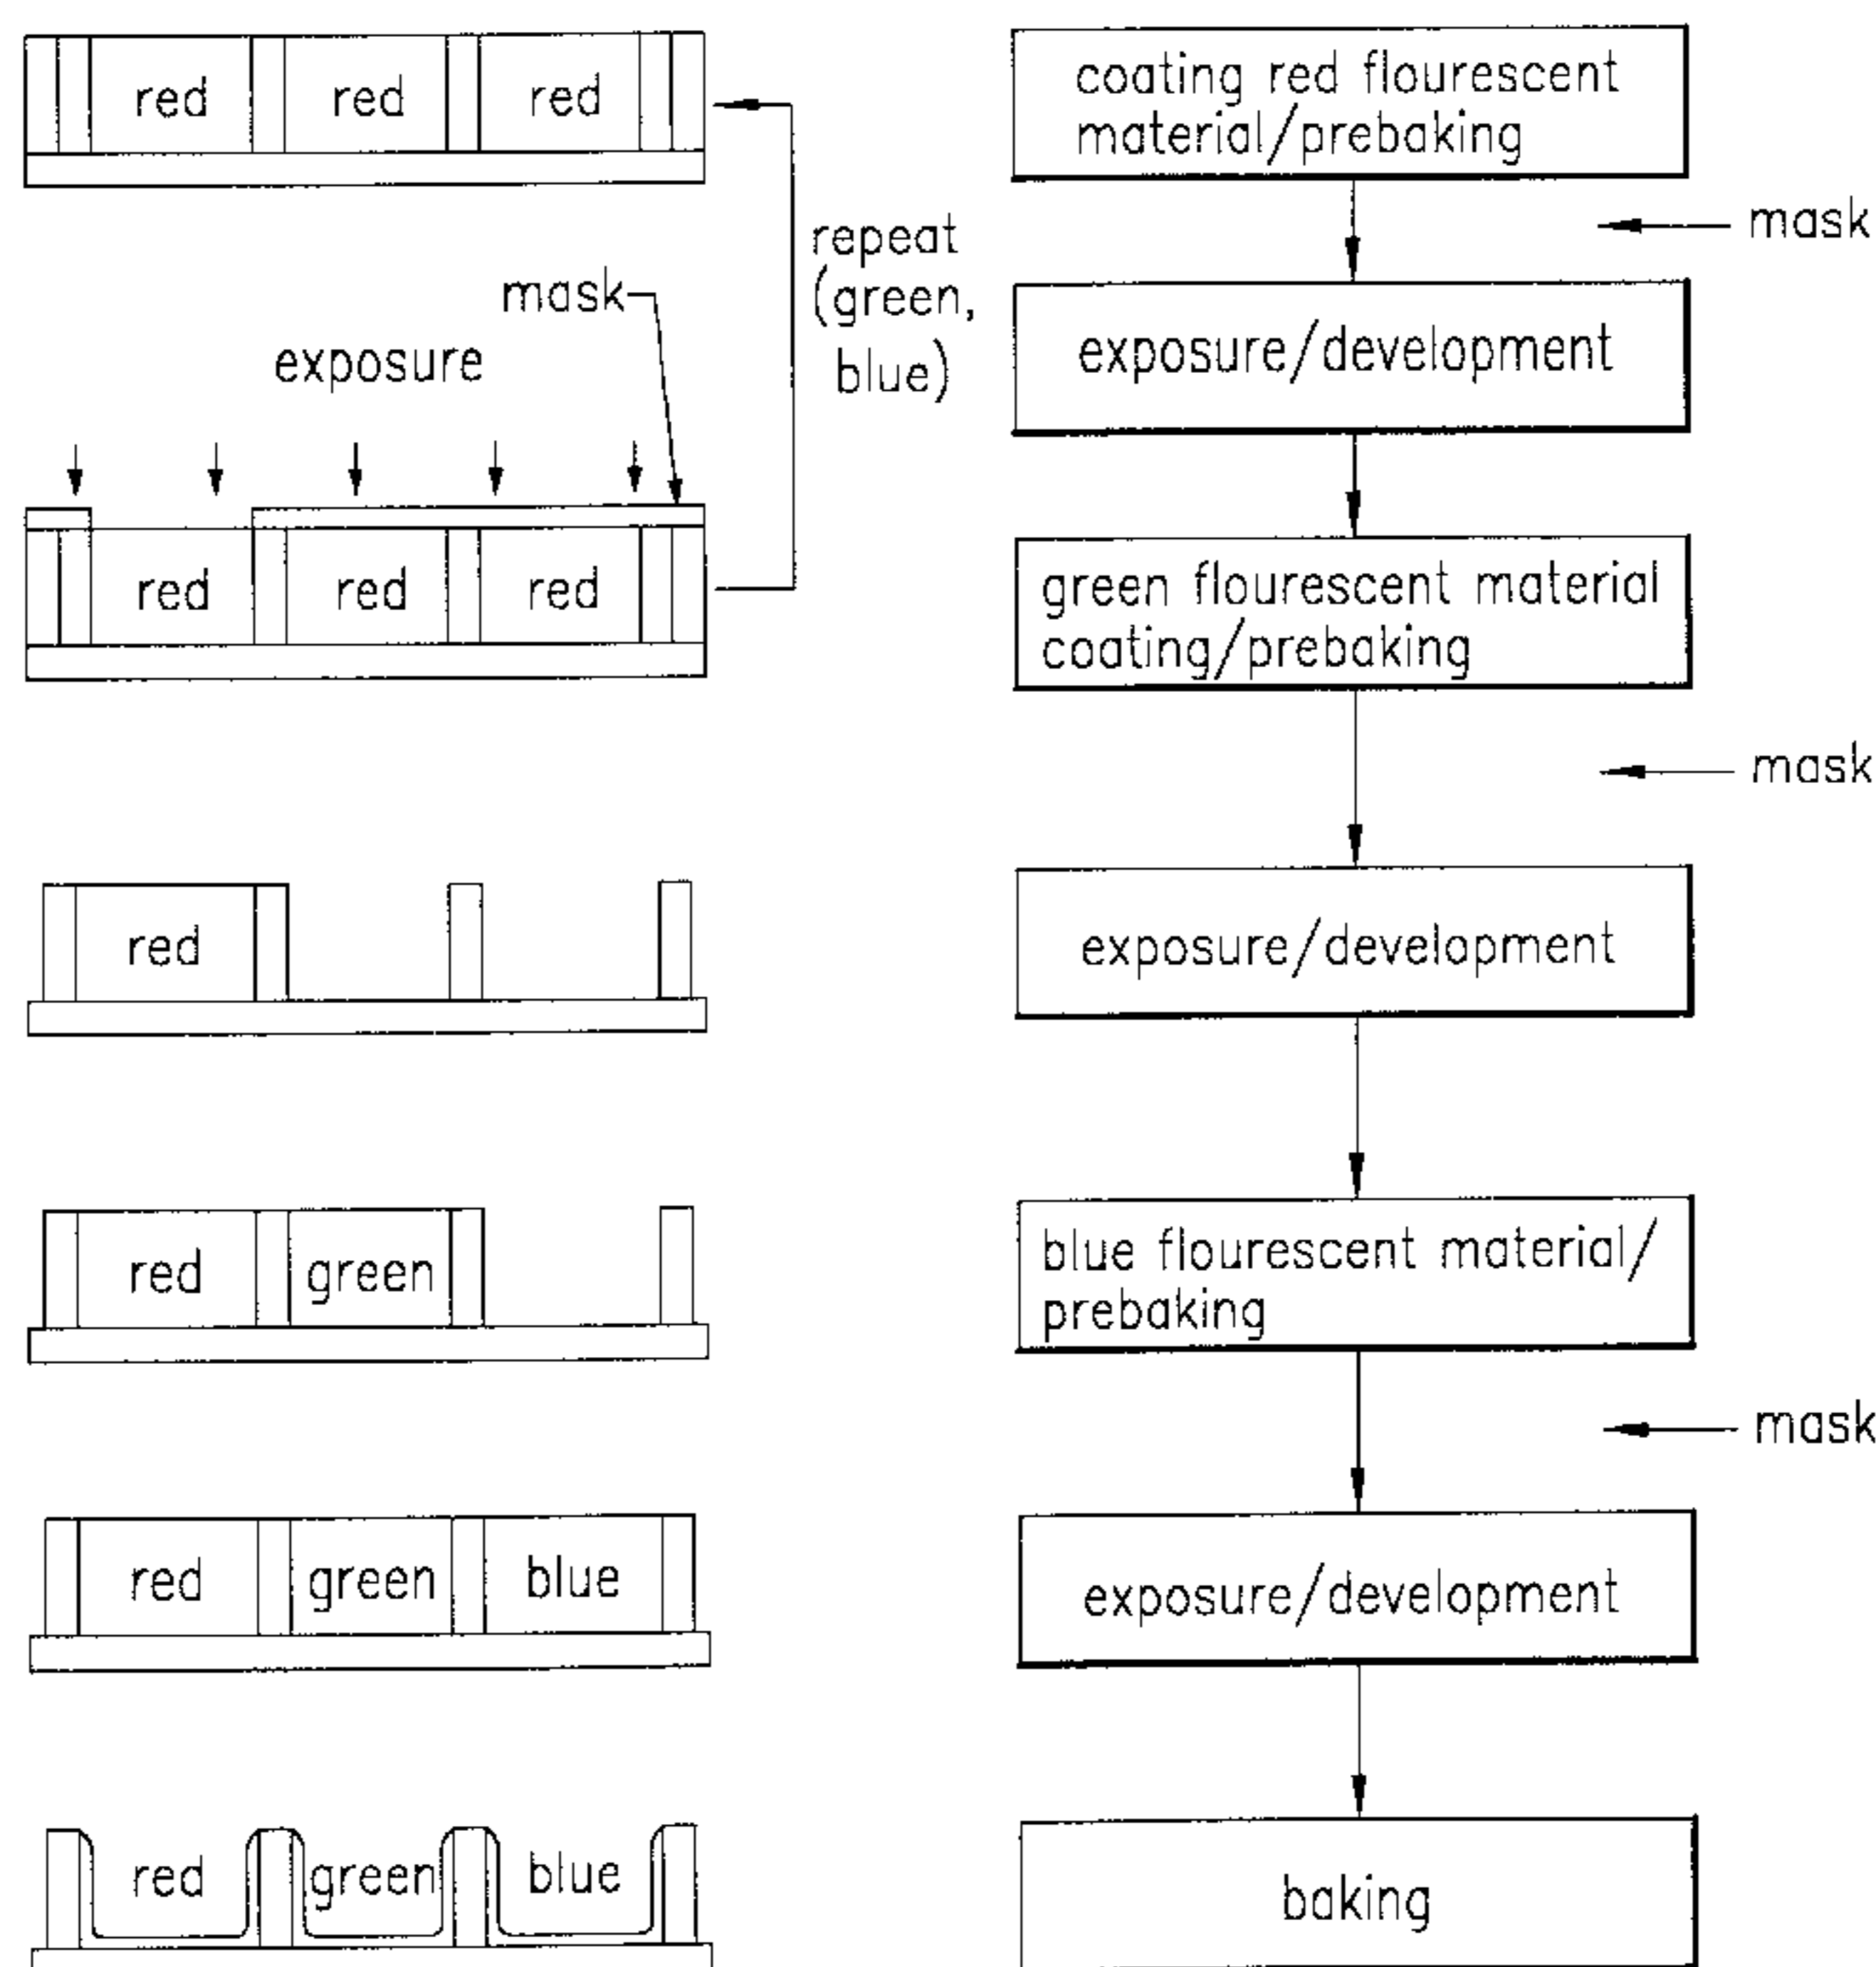 red red red
repeat
(green,
blue)
mask
exposure
red red red
red
red green
red green blue
red green blue
coating red flourescent
material/prebaking
mask
exposure/development
green flourescent material
coating/prebaking
mask
exposure/development
blue flourescent material/
prebaking
mask
exposure/development
baking